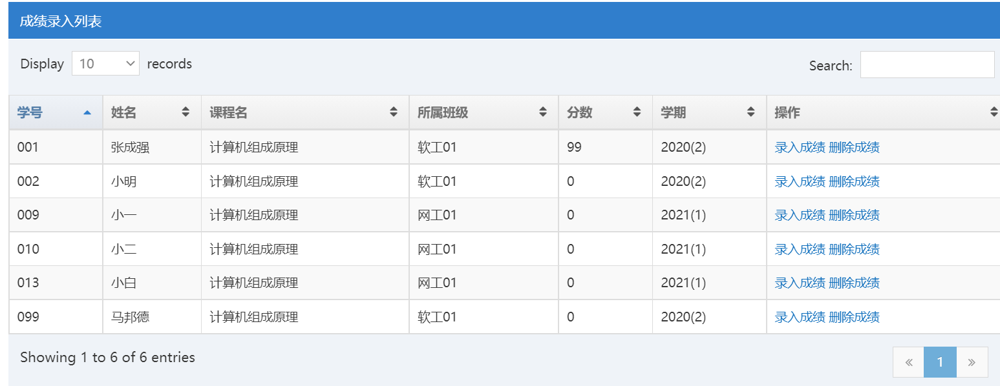 成绩录入列表
Display 10 records Search:
学号 姓名 课程名 所属班级 分数 学期 操作
001 张成强 计算机组成原理 软工01 99 2020(2) 录入成绩 删除成绩
002 小明 计算机组成原理 软工01 0 2020(2) 录入成绩 删除成绩
009 小一 计算机组成原理 网工01 0 2021(1) 录入成绩 删除成绩
010 小二 计算机组成原理 网工01 0 2021(1) 录入成绩 删除成绩
013 小白 计算机组成原理 网工01 0 2021(1) 录入成绩 删除成绩
099 马邦德 计算机组成原理 软工01 0 2020(2) 录入成绩 删除成绩
Showing 1 to 6 of 6 entries « 1 »